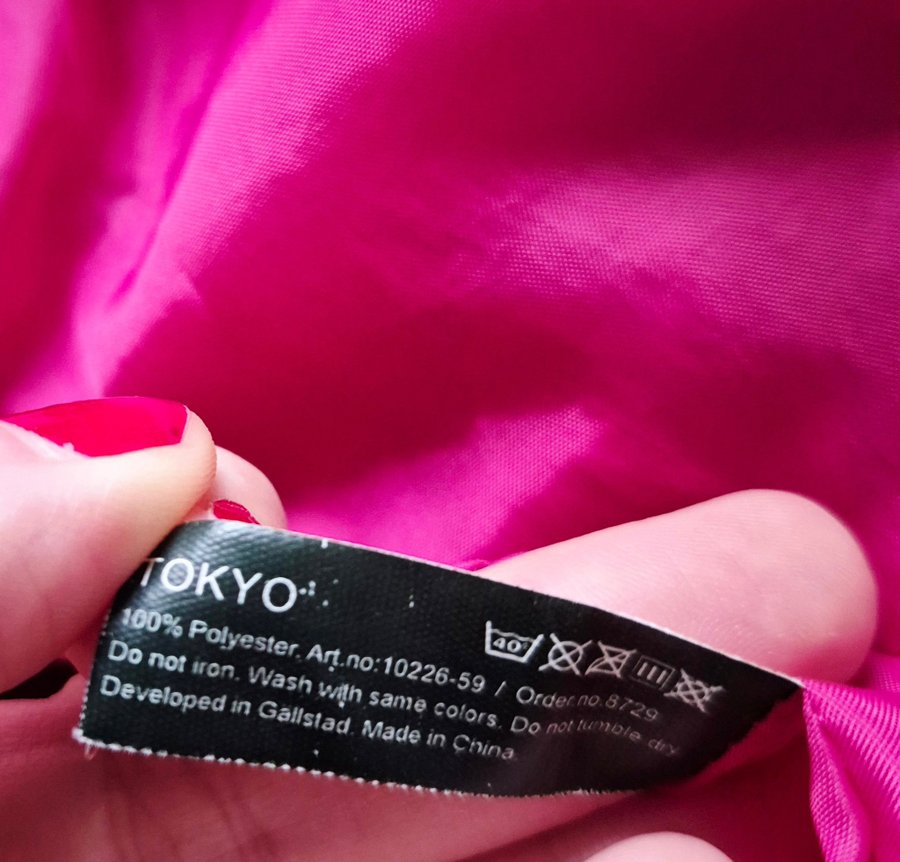 TOKYO
40°
100% Polyester. Art.no:10226-59 / Order.no.8729
Do not iron. Wash with same colors. Do not tumble dry
Developed in Gällstad. Made in China